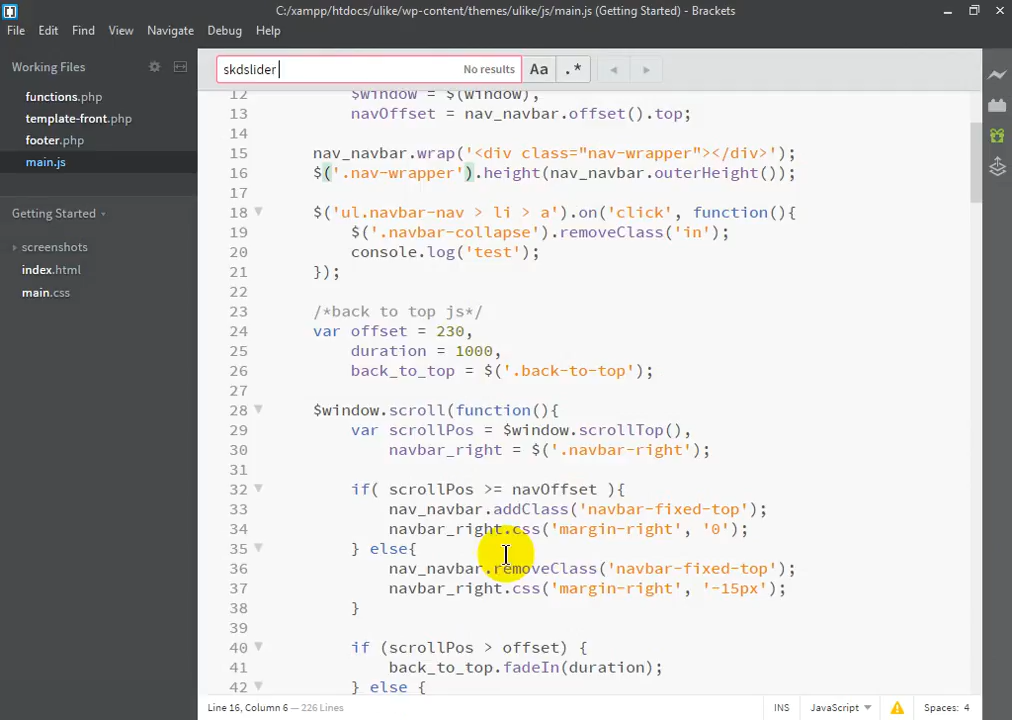 C:/xampp/htdocs/ulike/wp-content/themes/ulike/js/main.js (Getting Started) - Brackets
File Edit Find View Navigate Debug Help
Working Files
functions.php
template-front.php
footer.php
main.js
Getting Started
screenshots
index.html
main.css
skdslider No results Aa .*
12 $window = $(window),
13 navOffset = nav_navbar.offset().top;
14
15 nav_navbar.wrap('<div class="nav-wrapper"></div>');
16 $('.nav-wrapper').height(nav_navbar.outerHeight());
17
18 $('ul.navbar-nav > li > a').on('click', function(){
19 $('.navbar-collapse').removeClass('in');
20 console.log('test');
21 });
22
23 /*back to top js*/
24 var offset = 230,
25 duration = 1000,
26 back_to_top = $('.back-to-top');
27
28 $window.scroll(function(){
29 var scrollPos = $window.scrollTop(),
30 navbar_right = $('.navbar-right');
31
32 if( scrollPos >= navOffset ){
33 nav_navbar.addClass('navbar-fixed-top');
34 navbar_right.css('margin-right', '0');
35 } else{
36 nav_navbar.removeClass('navbar-fixed-top');
37 navbar_right.css('margin-right', '-15px');
38 }
39
40 if (scrollPos > offset) {
41 back_to_top.fadeIn(duration);
42 } else {
Line 16, Column 6 — 226 Lines INS JavaScript Spaces: 4